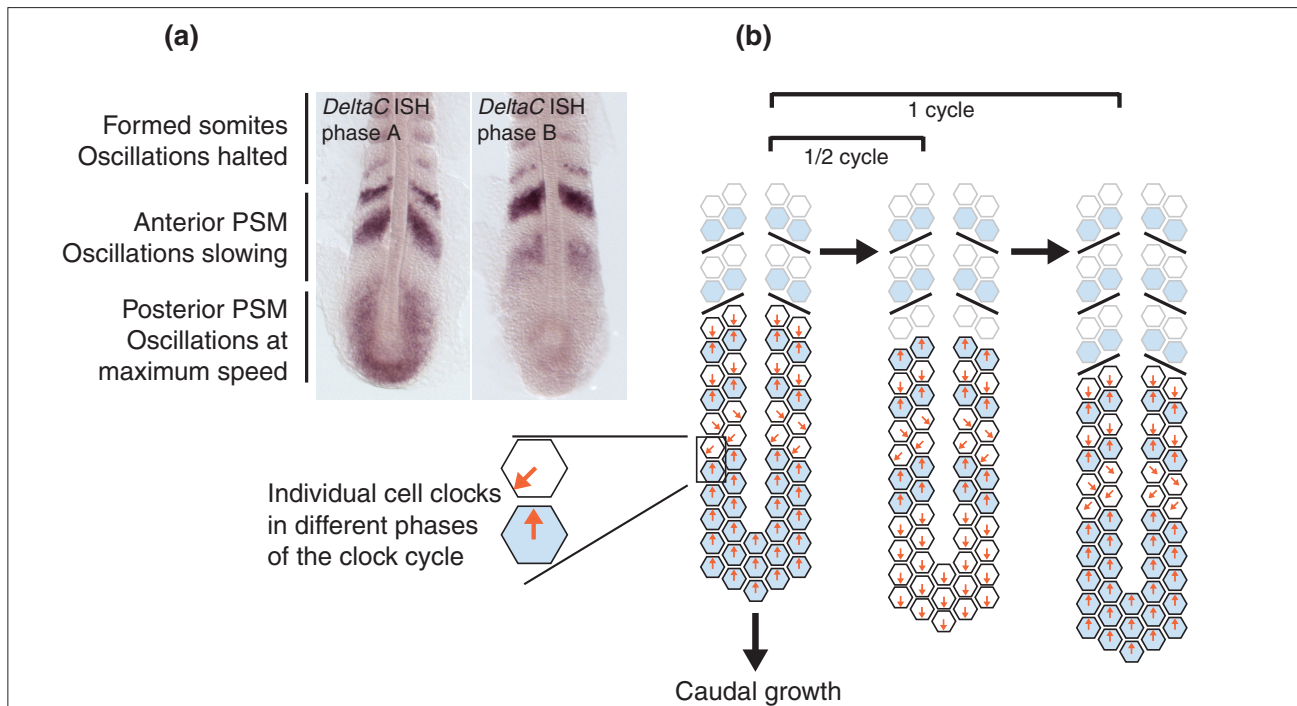 (a)
DeltaC ISH
phase A
DeltaC ISH
phase B
Formed somites
Oscillations halted
Anterior PSM
Oscillations slowing
Posterior PSM
Oscillations at
maximum speed
(b)
1 cycle
1/2 cycle
Individual cell clocks
in different phases
of the clock cycle
Caudal growth